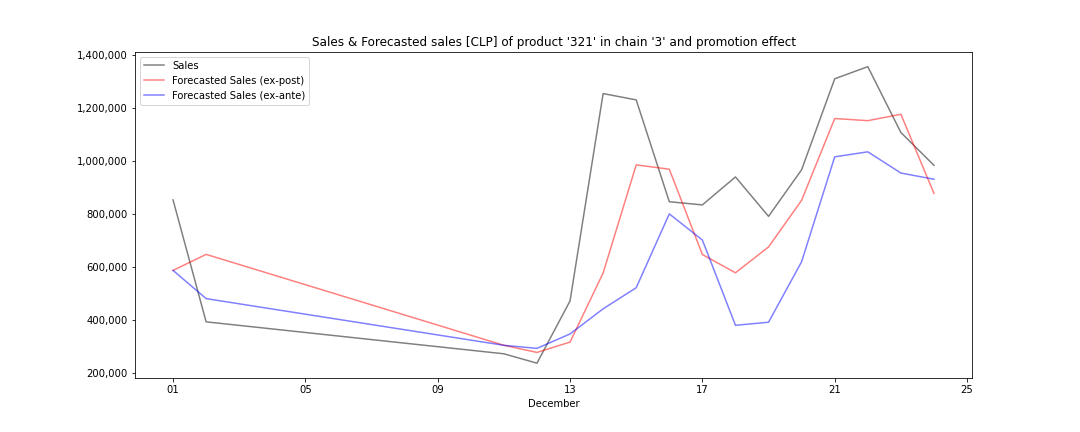 Sales & Forecasted sales [CLP] of product '321' in chain '3' and promotion effect
1,400,000
1,200,000
1,000,000
800,000
600,000
400,000
200,000
Sales
Forecasted Sales (ex-post)
Forecasted Sales (ex-ante)
01 05 09 13 17 21 25
December